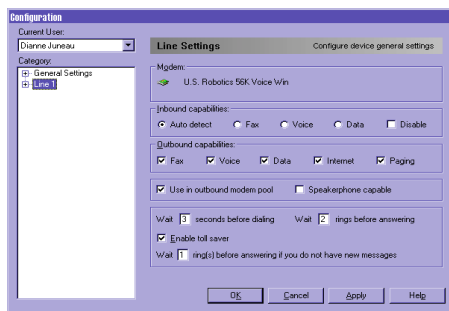 Configuration
Current User:
Dianne Juneau
Category:
General Settings
Line 1
Line Settings Configure device general settings
Modem:
U.S. Robotics 56K Voice Win
Inbound capabilities:
Auto detect Fax Voice Data Disable
Outbound capabilities:
Fax Voice Data Internet Paging
Use in outbound modem pool Speakerphone capable
Wait 3 seconds before dialing Wait 2 rings before answering
Enable toll saver
Wait 1 ring(s) before answering if you do not have new messages
OK Cancel Apply Help